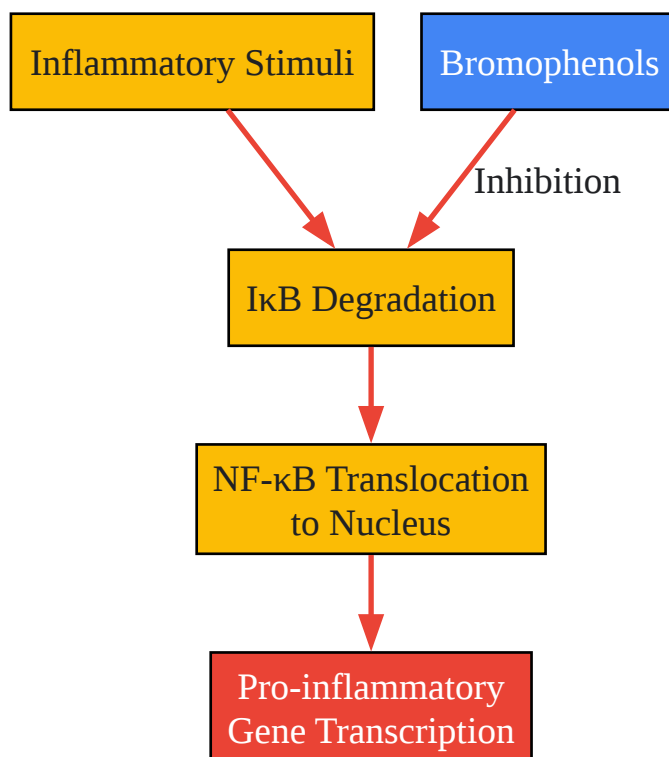 Inflammatory Stimuli
Bromophenols
Inhibition
IκB Degradation
NF-κB Translocation
to Nucleus
Pro-inflammatory
Gene Transcription